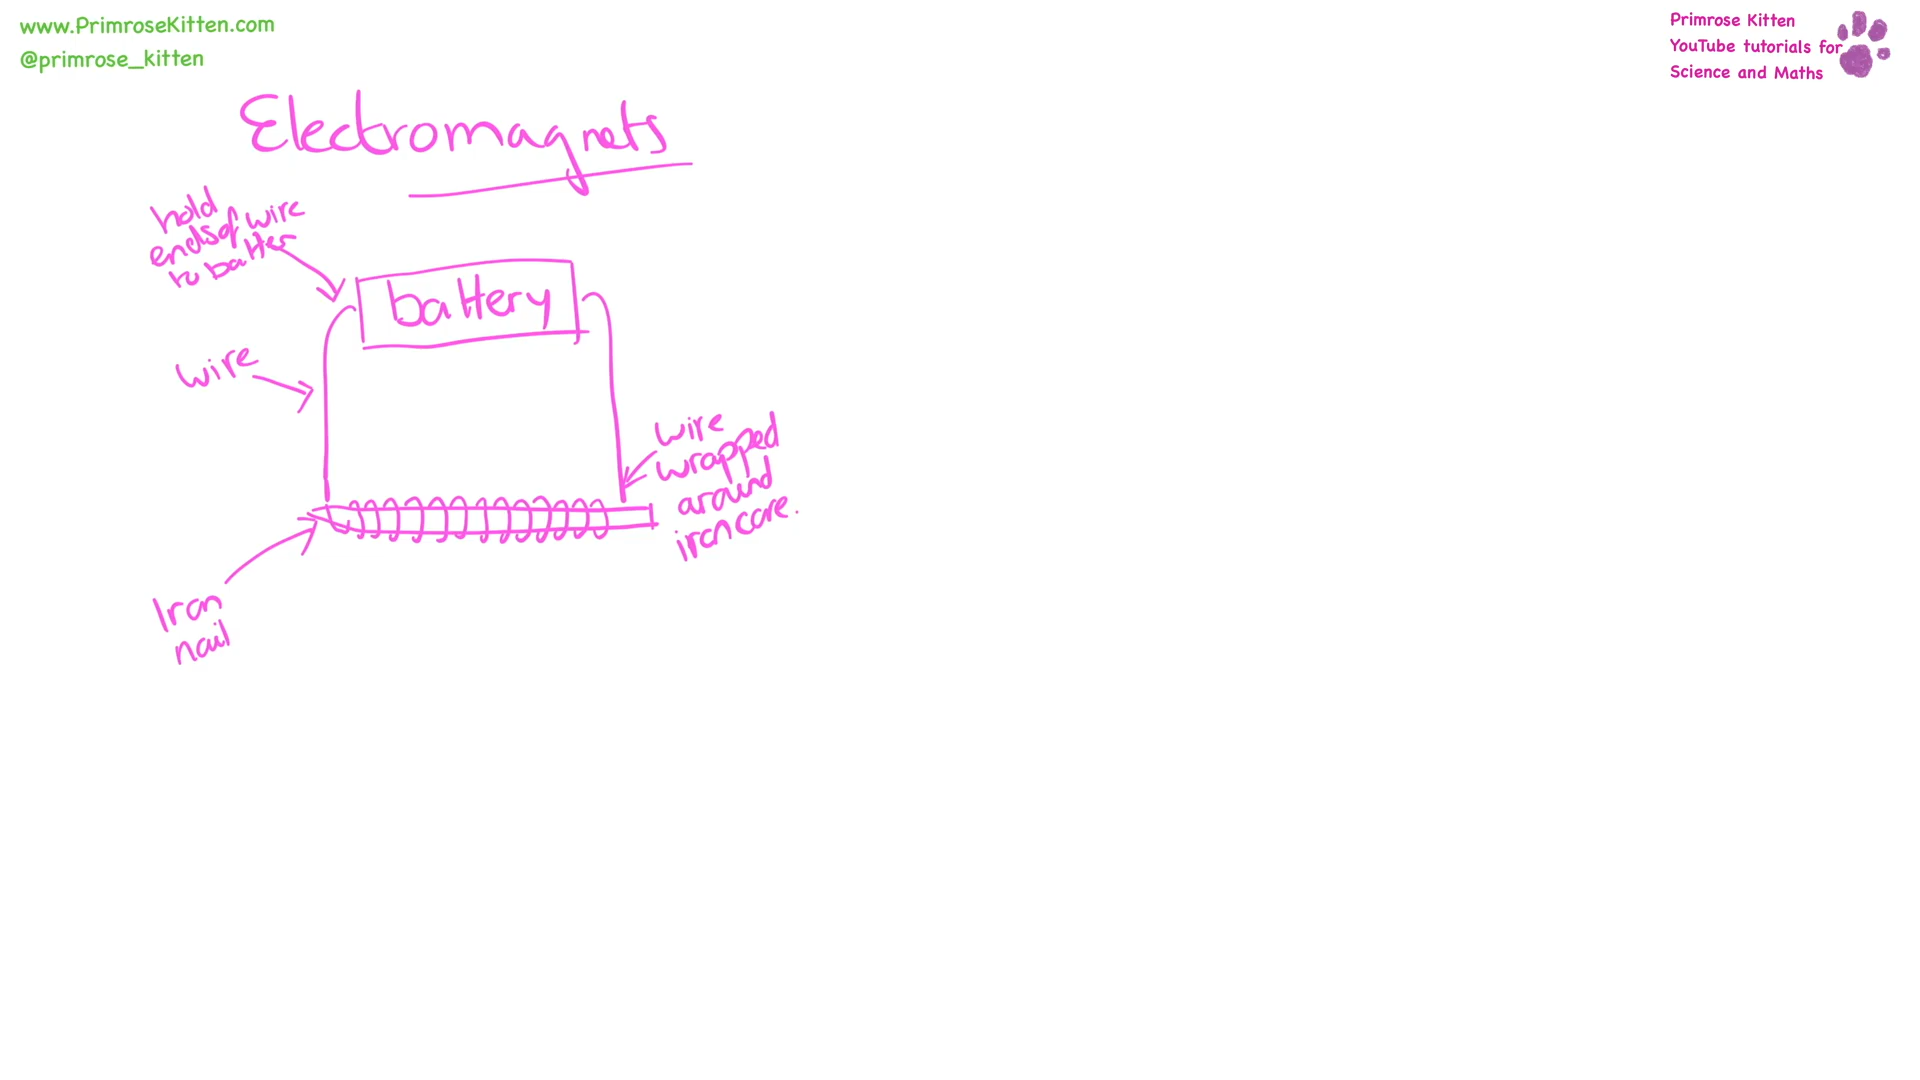 www.PrimroseKitten.com
@primrose_kitten
Primrose Kitten
YouTube tutorials for
Science and Maths
Electromagnets
hold
ends of wire
to batter
battery
wire
wire
wrapped
around
iron core.
Iron
nail